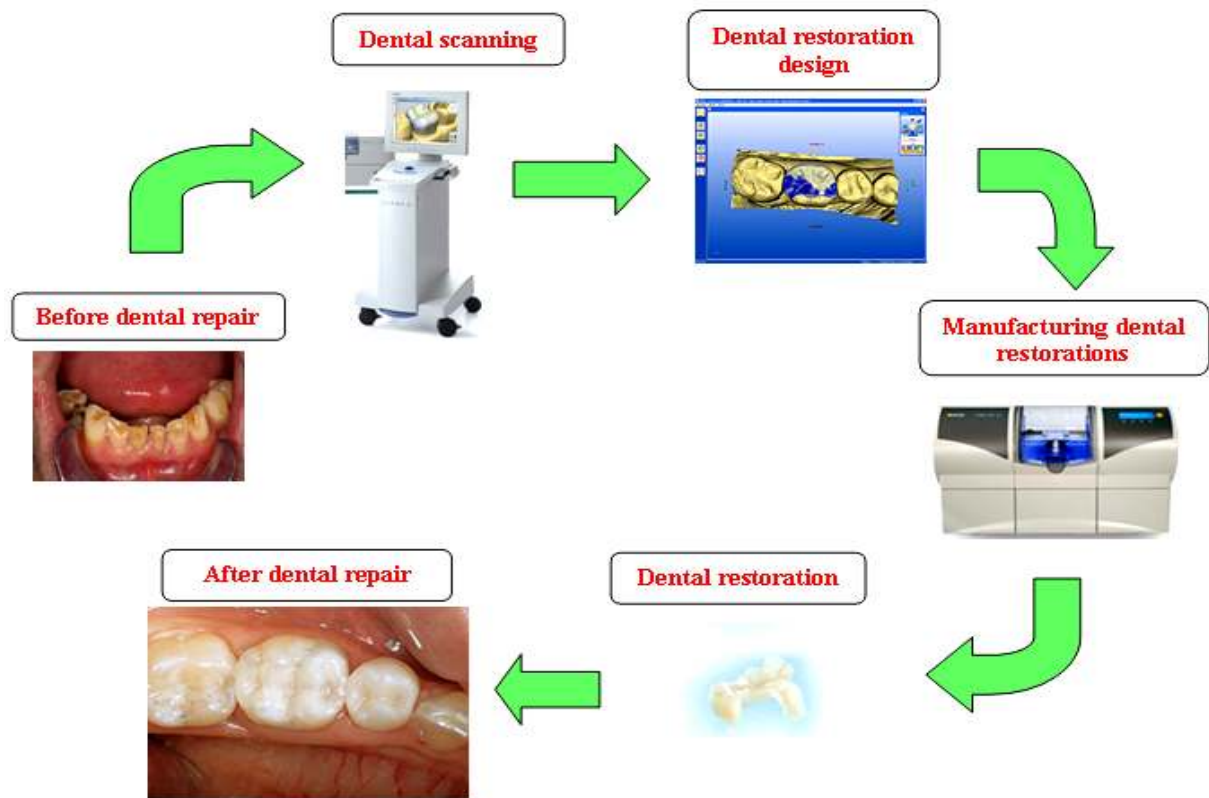 Dental scanning
Dental restoration
design
Before dental repair
Manufacturing dental
restorations
Dental restoration
After dental repair